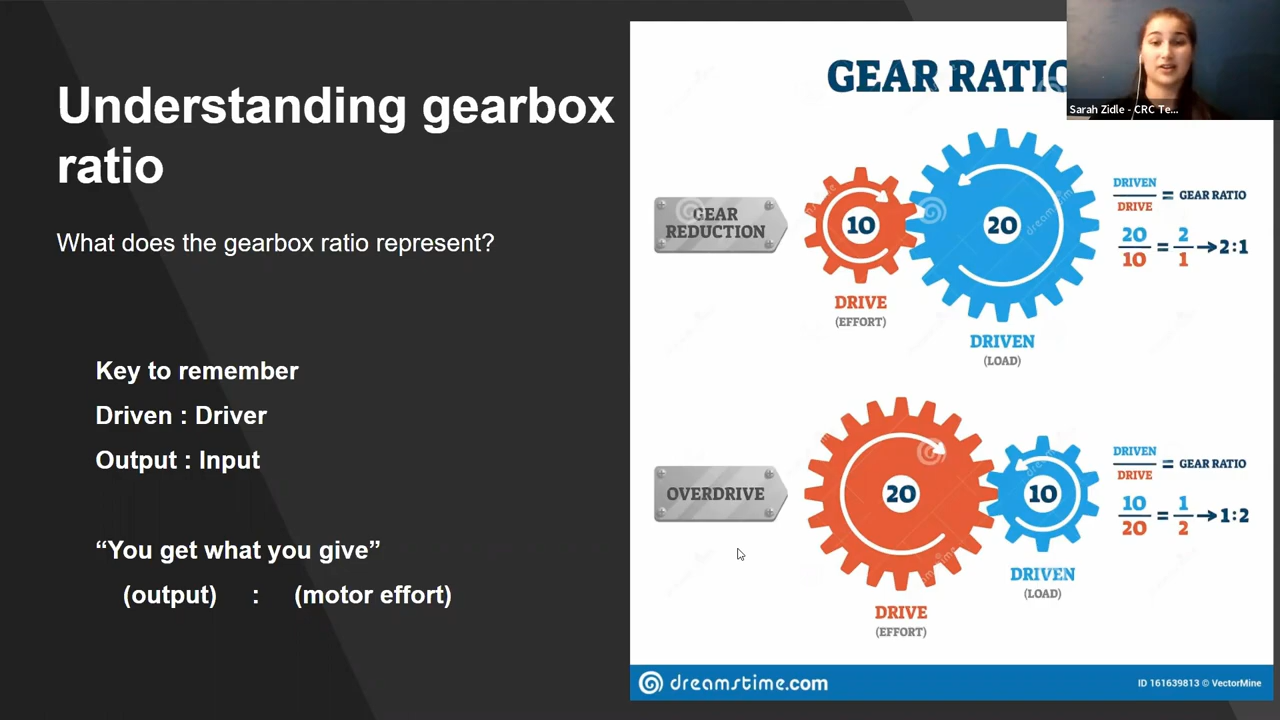 Understanding gearbox
ratio
What does the gearbox ratio represent?
Key to remember
Driven : Driver
Output : Input
“You get what you give”
(output) : (motor effort)
GEAR RATIO
Sarah Zidle - CRC Te...
GEAR
REDUCTION
10
20
DRIVE
(EFFORT)
DRIVEN
(LOAD)
DRIVEN
DRIVE
= GEAR RATIO
20
10
=
2
1
→2:1
OVERDRIVE
20
10
DRIVE
(EFFORT)
DRIVEN
(LOAD)
DRIVEN
DRIVE
= GEAR RATIO
10
20
=
1
2
→1:2
dreamstime.com
ID 161639813 © VectorMine